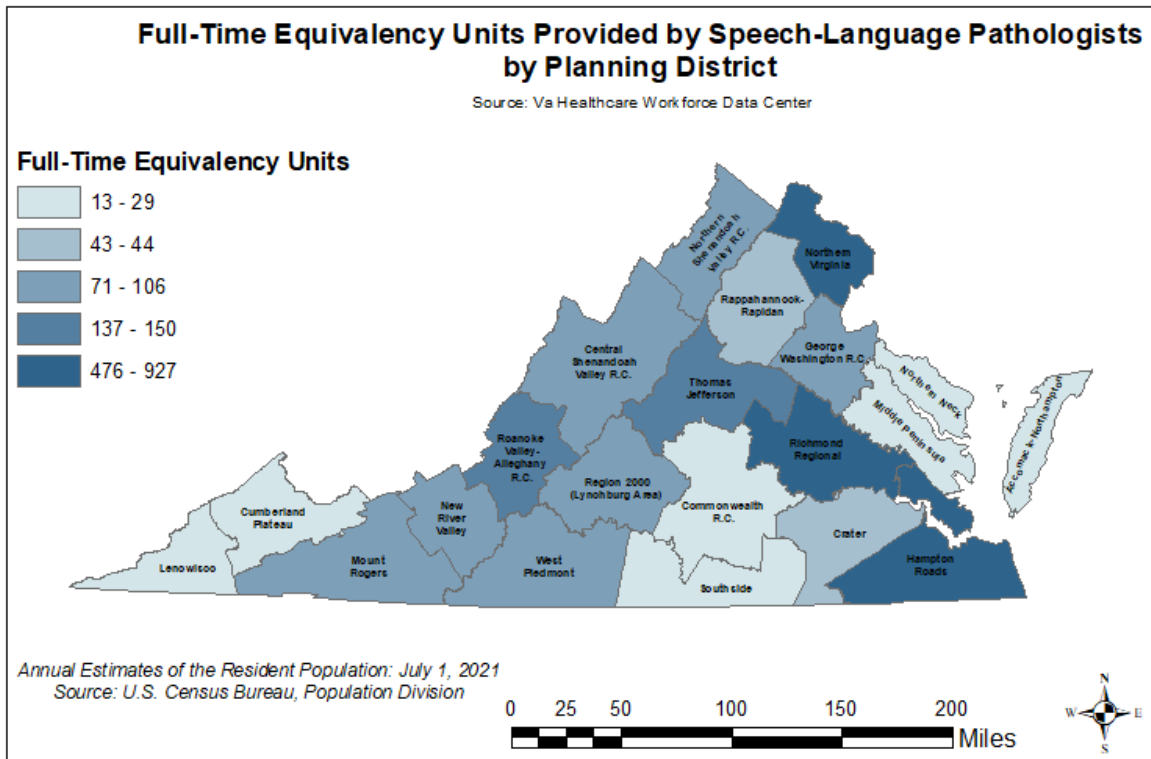 Full-Time Equivalency Units Provided by Speech-Language Pathologists
by Planning District
Source: Va Healthcare Workforce Data Center
Full-Time Equivalency Units
13 - 29
43 - 44
71 - 106
137 - 150
476 - 927
Northern
Shenandoah
Valley R.C.
Northern
Virginia
Rappahannock-
Rapidan
Central
Shenandoah
Valley R.C.
George
Washington R.C.
Northern Neck
Thomas
Jefferson
Middle Peninsula
Accomack-Northampton
Roanoke
Valley-
Alleghany
R.C.
Richmond
Regional
Region 2000
(Lynchburg Area)
Commonwealth
R.C.
Cumberland
Plateau
New
River
Valley
Crater
Lenowisco
Mount
Rogers
West
Piedmont
Southside
Hampton
Roads
Annual Estimates of the Resident Population: July 1, 2021
Source: U.S. Census Bureau, Population Division
0 25 50 100 150 200
Miles
N
W E
S